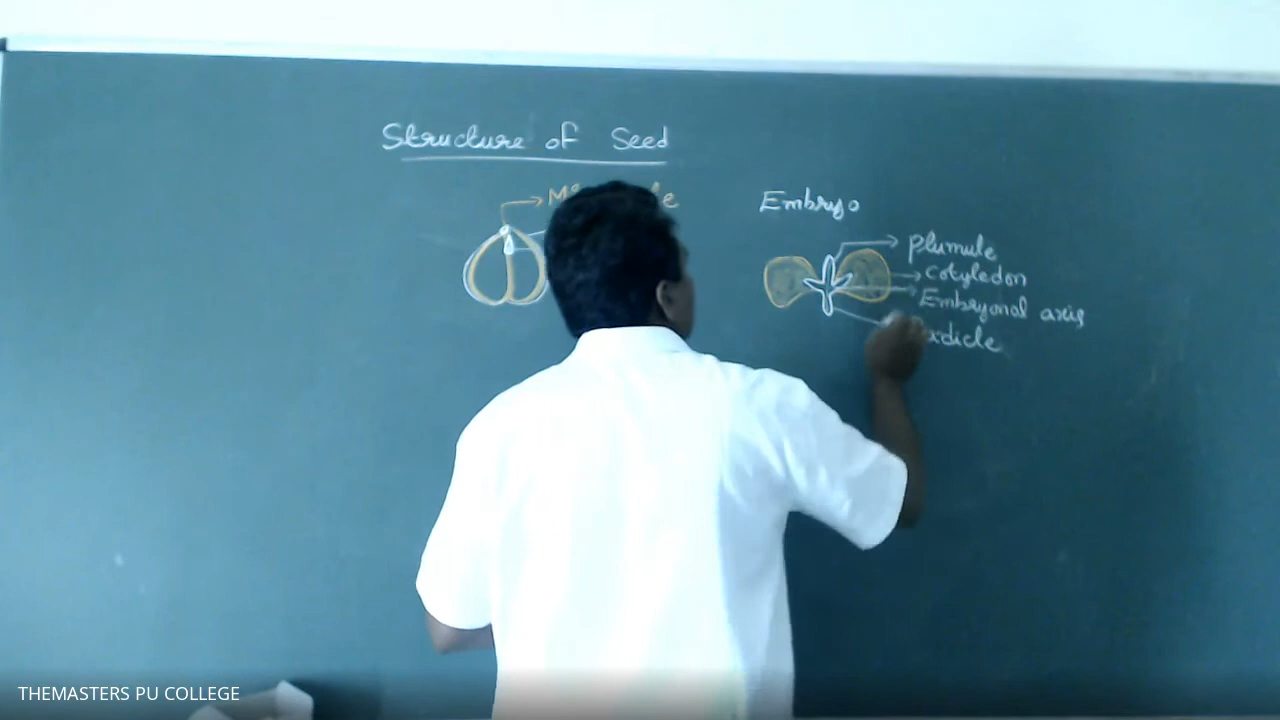 Structure of Seed
Embryo
plumule
cotyledon
Embryonal axis
THEMASTERS PU COLLEGE